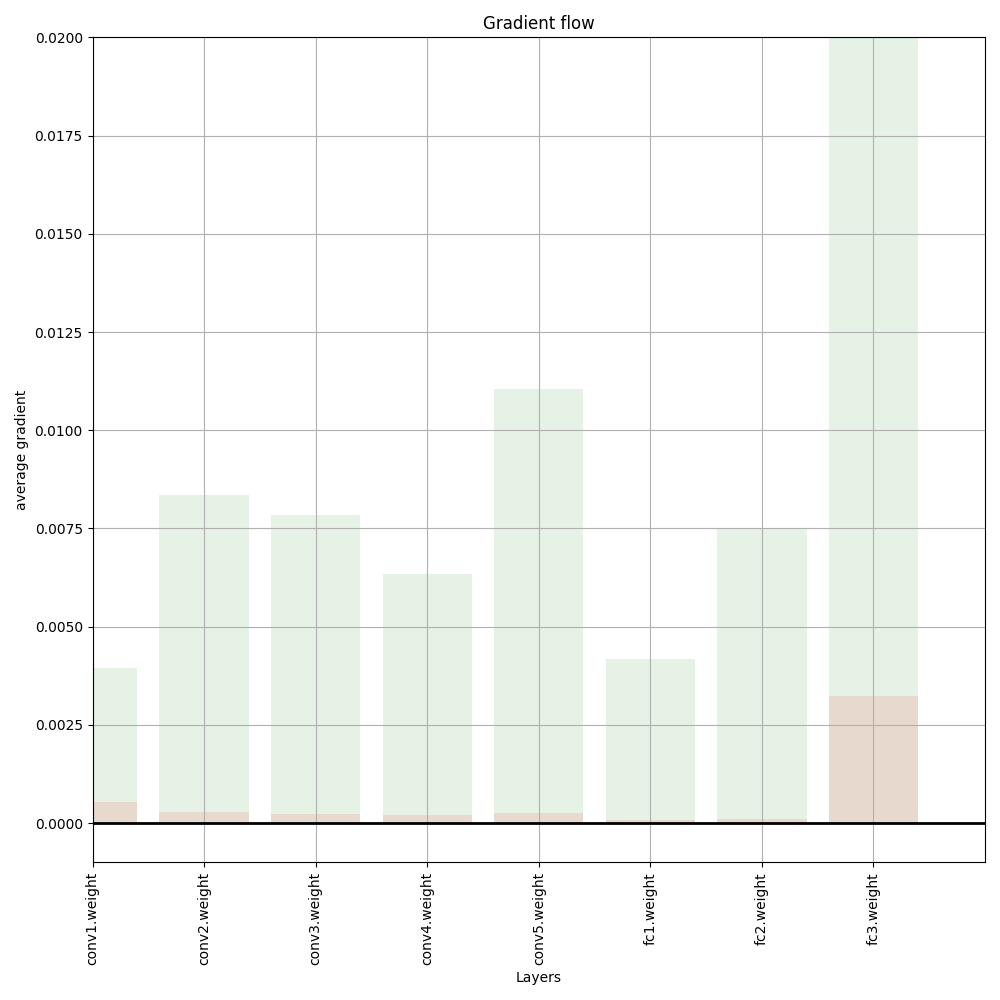 Gradient flow
0.0200
0.0175
0.0150
0.0125
0.0100
0.0075
0.0050
0.0025
0.0000
average gradient
conv1.weight
conv2.weight
conv3.weight
conv4.weight
conv5.weight
fc1.weight
fc2.weight
fc3.weight
Layers